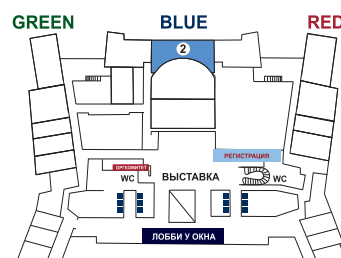 GREEN BLUE RED
2
РЕГИСТРАЦИЯ
ОРГКОМИТЕТ
WC ВЫСТАВКА WC
ЛОББИ У ОКНА